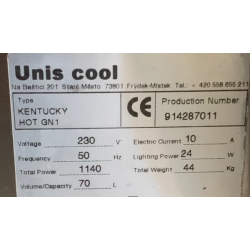 Unis cool
Na Baštici 201 Staré Město 73801 Frýdek-Místek Tel.: + 420 558 655 211
Type
KENTUCKY
HOT GN1
CE
Production Number
914287011
Voltage 230 V
Electric Current 10 A
Frequency 50 Hz
Lighting Power 24 W
Total Power 1140
Total Weight 44 Kg
Volume/Capacity 70 L